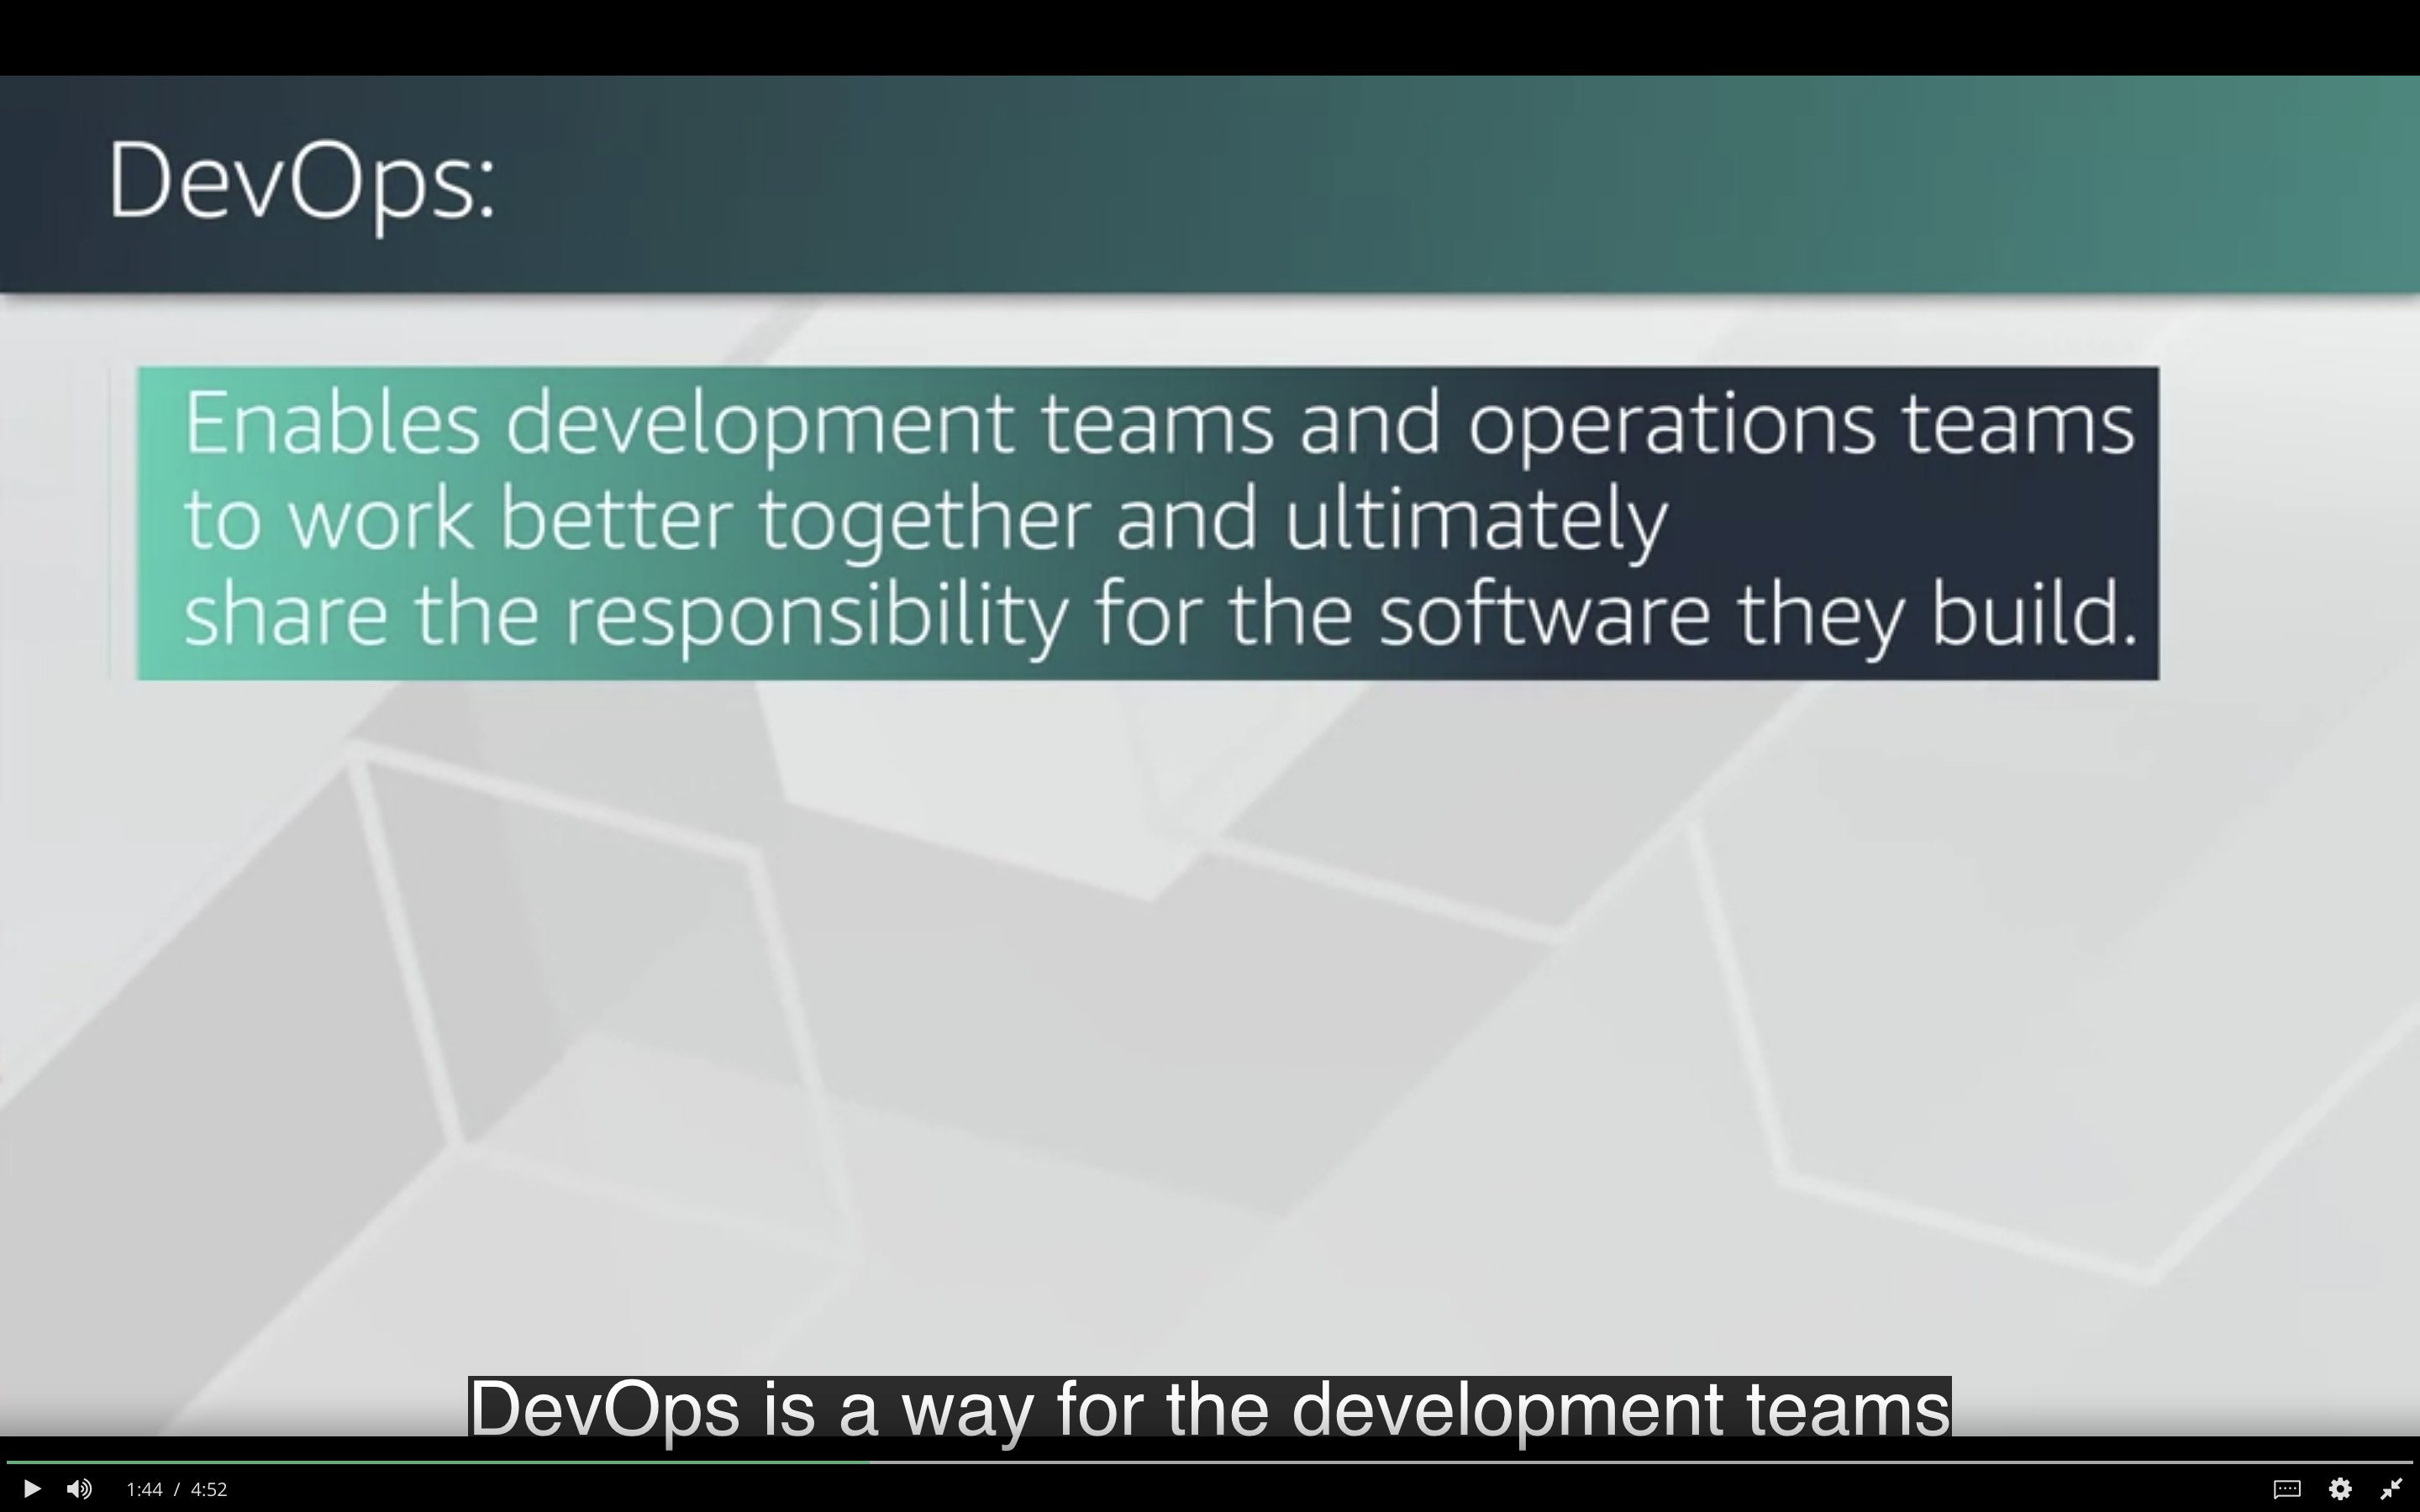 DevOps:
Enables development teams and operations teams
to work better together and ultimately
share the responsibility for the software they build.
DevOps is a way for the development teams
1:44 / 4:52